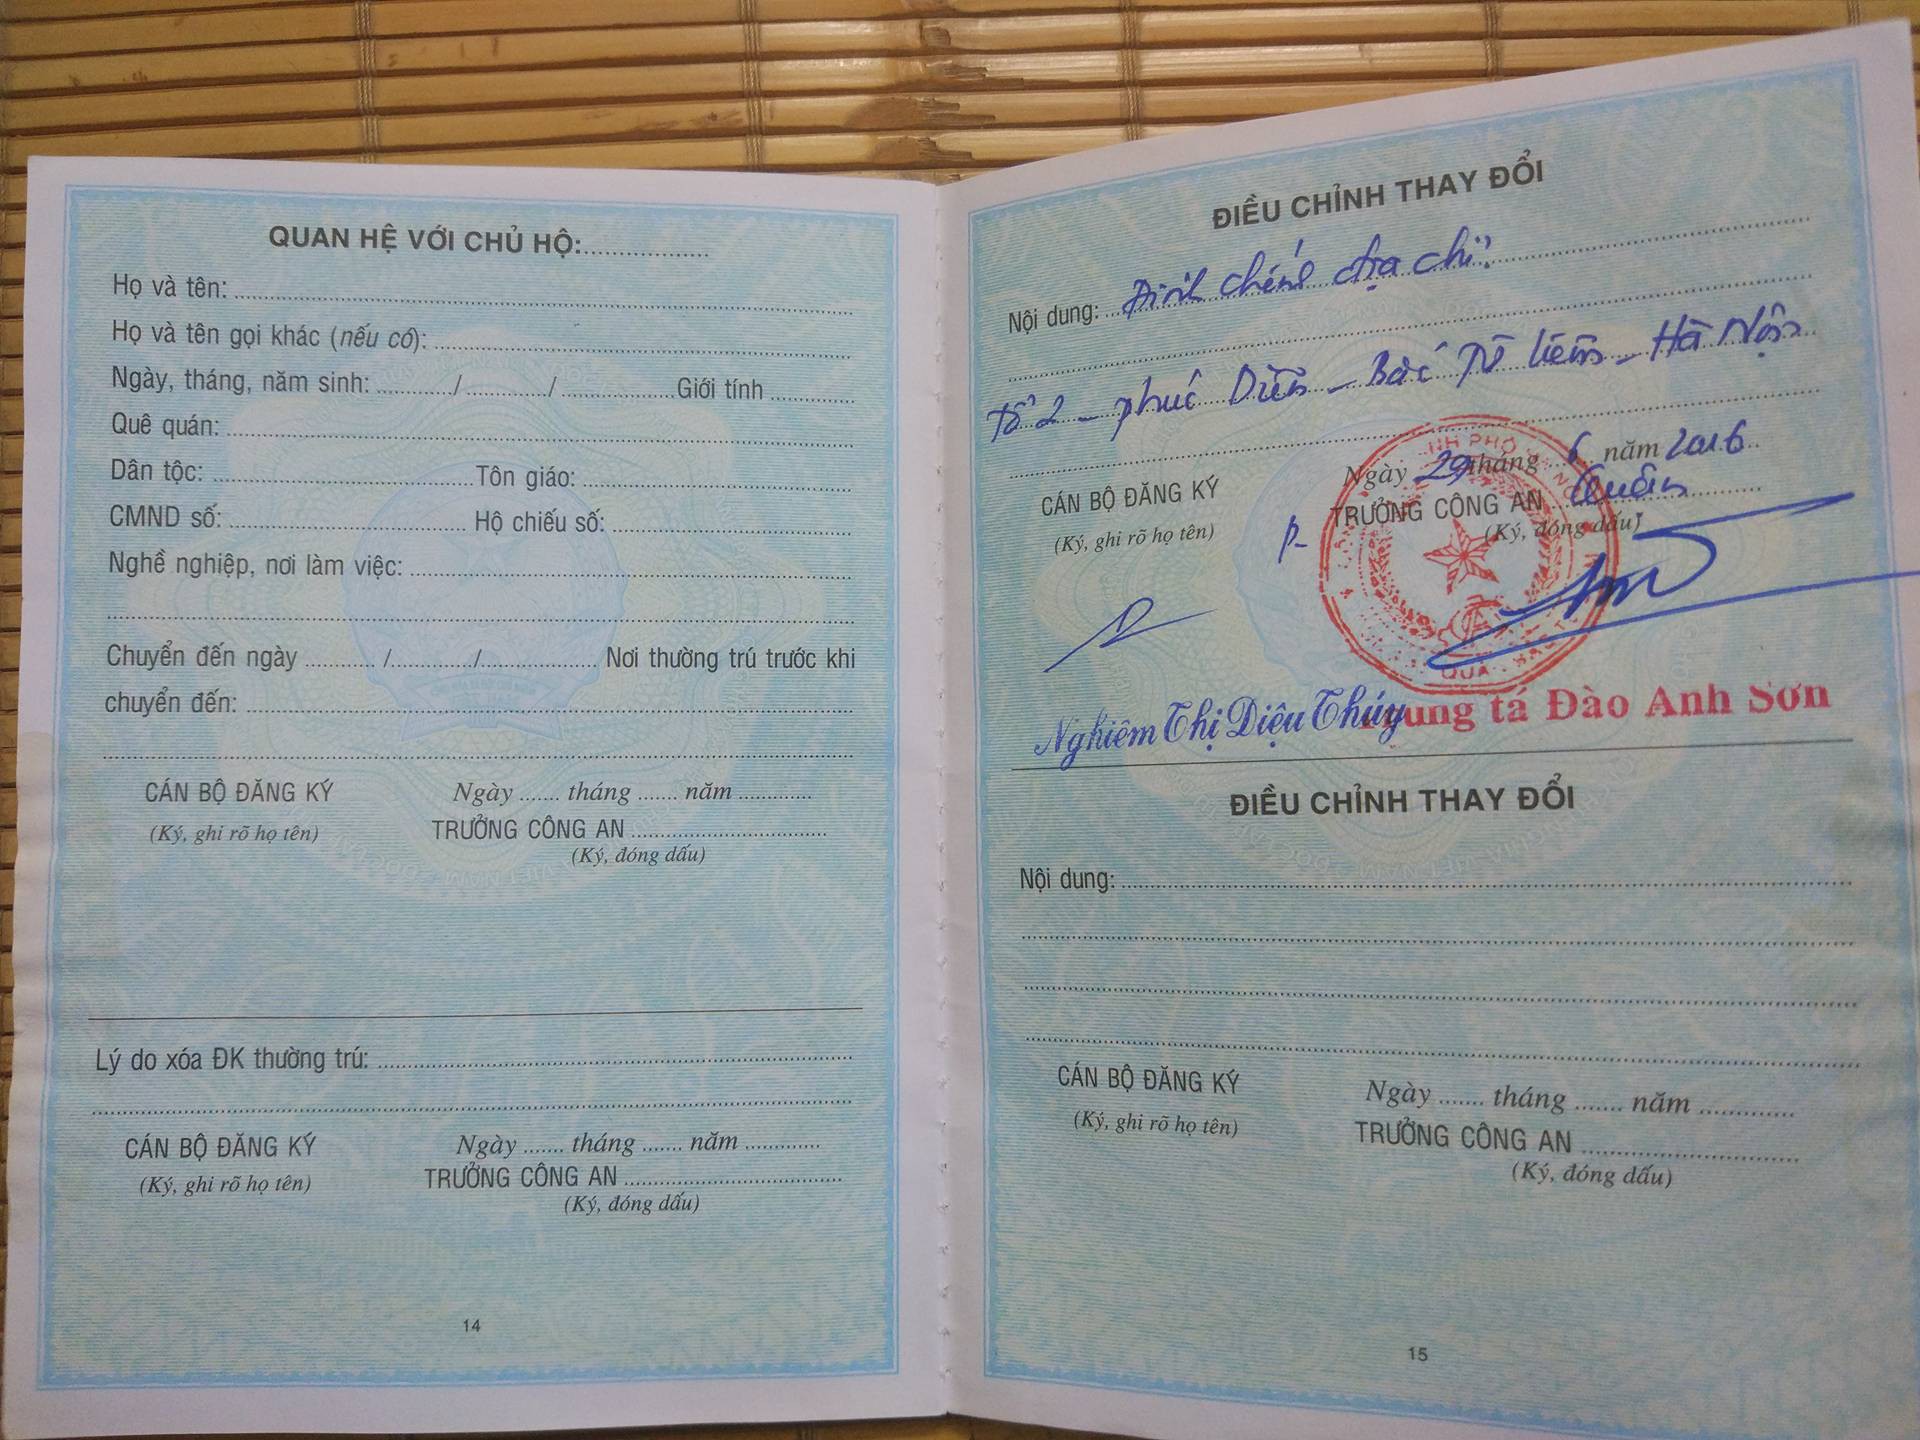 QUAN HỆ VỚI CHỦ HỘ:
Họ và tên:
Họ và tên gọi khác (nếu có):
Ngày, tháng, năm sinh: / / Giới tính
Quê quán:
Dân tộc: Tôn giáo:
CMND số: Hộ chiếu số:
Nghề nghiệp, nơi làm việc:
Chuyển đến ngày / / Nơi thường trú trước khi
chuyển đến:
CÁN BỘ ĐĂNG KÝ Ngày tháng năm
(Ký, ghi rõ họ tên) TRƯỞNG CÔNG AN
(Ký, đóng dấu)
Lý do xóa ĐK thường trú:
CÁN BỘ ĐĂNG KÝ Ngày tháng năm
(Ký, ghi rõ họ tên) TRƯỞNG CÔNG AN
(Ký, đóng dấu)
14
ĐIỀU CHỈNH THAY ĐỔI
Nội dung: Đính chính địa chỉ:
Tổ 2 - Phúc Diễn - Bắc Từ Liêm - Hà Nội
Ngày 29 tháng 6 năm 2016
CÁN BỘ ĐĂNG KÝ TRƯỞNG CÔNG AN Quận
(Ký, ghi rõ họ tên) P- (Ký, đóng dấu)
Nghiêm Thị Diệu Thúy Trung tá Đào Anh Sơn
ĐIỀU CHỈNH THAY ĐỔI
Nội dung:
CÁN BỘ ĐĂNG KÝ Ngày tháng năm
(Ký, ghi rõ họ tên) TRƯỞNG CÔNG AN
(Ký, đóng dấu)
15